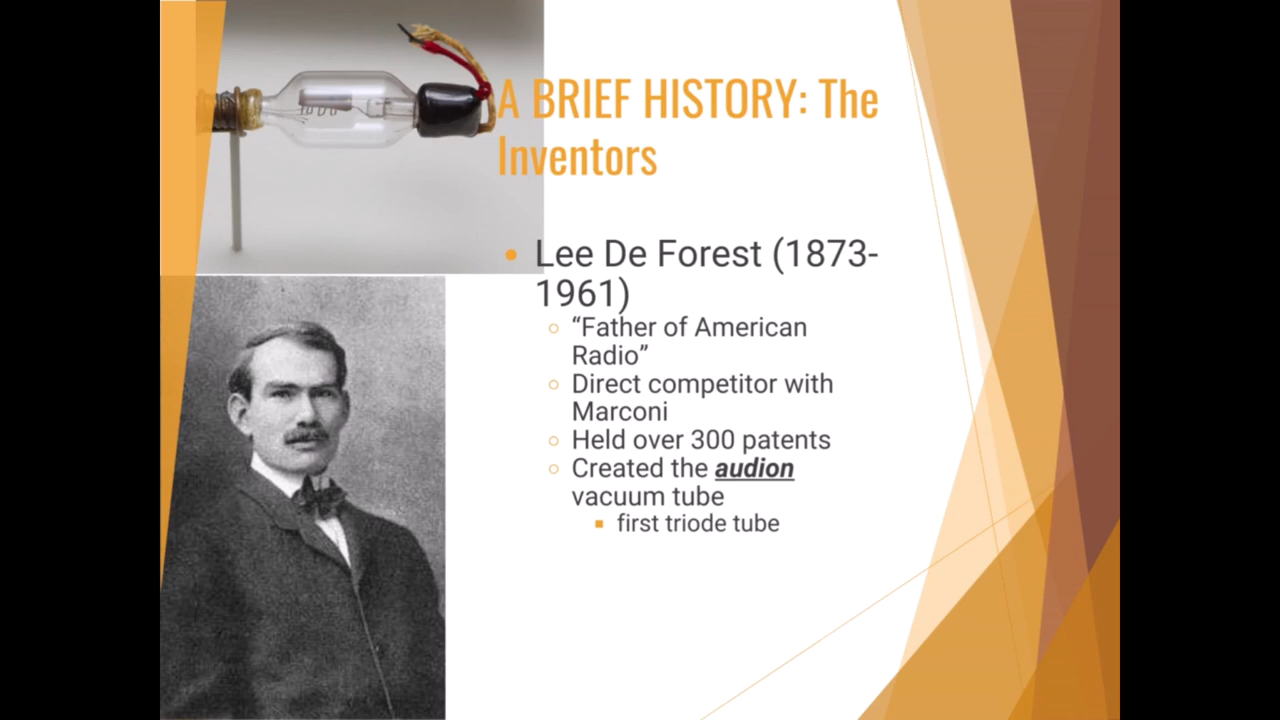 A BRIEF HISTORY: The
Inventors
Lee De Forest (1873-
1961)
“Father of American
Radio”
Direct competitor with
Marconi
Held over 300 patents
Created the audion
vacuum tube
first triode tube